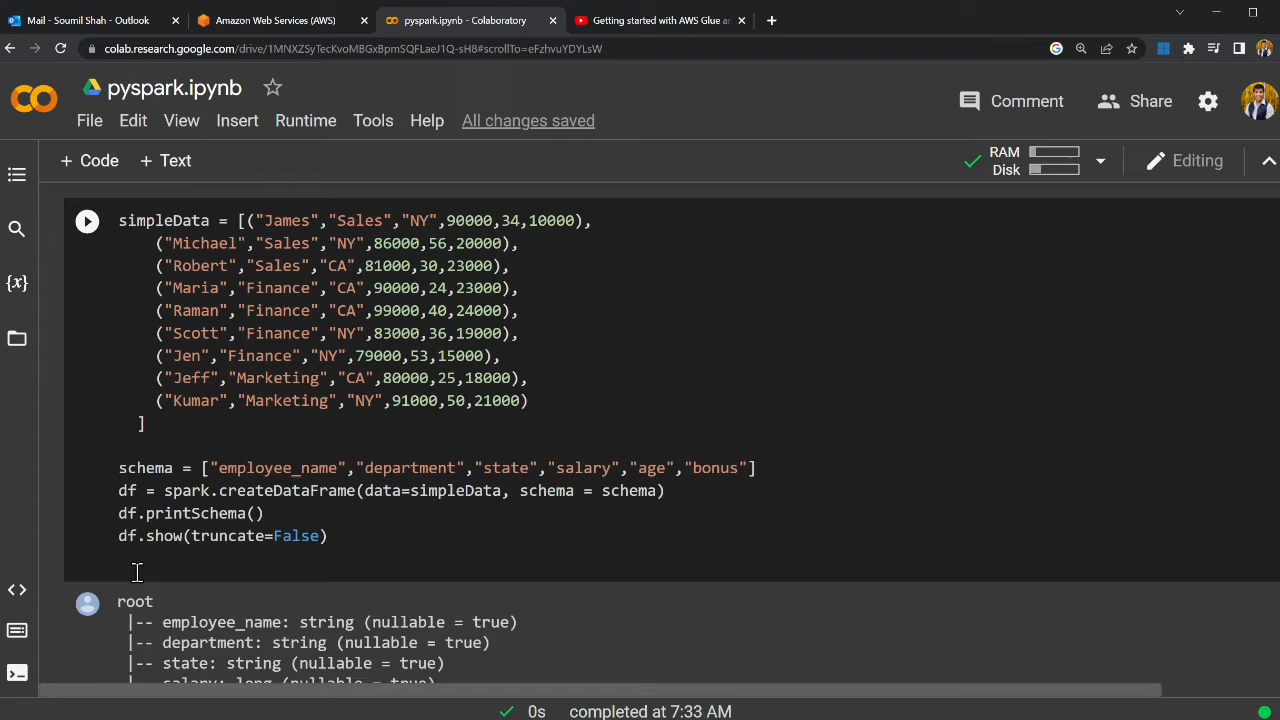 Mail - Soumil Shah - Outlook
Amazon Web Services (AWS)
pyspark.ipynb - Colaboratory
Getting started with AWS Glue ar
colab.research.google.com/drive/1MNXZSyTecKvoMBGxBpmSQFLaeJ1Q-sH8#scrollTo=eFzhvuYDYLsW
pyspark.ipynb
Comment
Share
File Edit View Insert Runtime Tools Help All changes saved
+ Code + Text
RAM
Disk
Editing
simpleData = [("James","Sales","NY",90000,34,10000),
("Michael","Sales","NY",86000,56,20000),
("Robert","Sales","CA",81000,30,23000),
("Maria","Finance","CA",90000,24,23000),
("Raman","Finance","CA",99000,40,24000),
("Scott","Finance","NY",83000,36,19000),
("Jen","Finance","NY",79000,53,15000),
("Jeff","Marketing","CA",80000,25,18000),
("Kumar","Marketing","NY",91000,50,21000)
]
schema = ["employee_name","department","state","salary","age","bonus"]
df = spark.createDataFrame(data=simpleData, schema = schema)
df.printSchema()
df.show(truncate=False)
root
|-- employee_name: string (nullable = true)
|-- department: string (nullable = true)
|-- state: string (nullable = true)
|-- salary: long (nullable = true)
0s completed at 7:33 AM